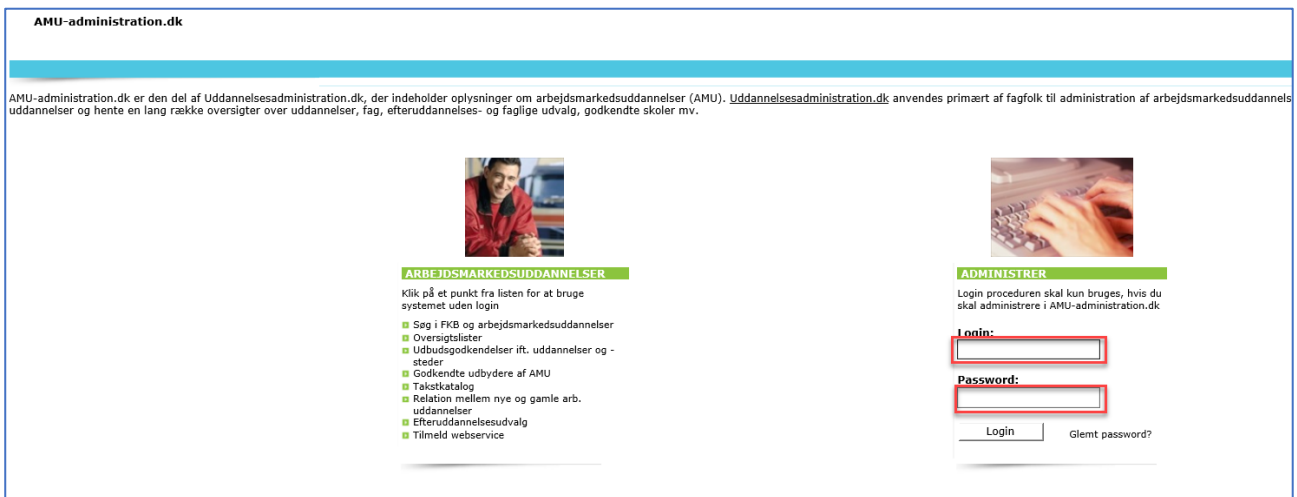 AMU-administration.dk
AMU-administration.dk er den del af Uddannelsesadministration.dk, der indeholder oplysninger om arbejdsmarkedsuddannelser (AMU). Uddannelsesadministration.dk anvendes primært af fagfolk til administration af arbejdsmarkedsuddannels
uddannelser og hente en lang række oversigter over uddannelser, fag, efteruddannelses- og faglige udvalg, godkendte skoler mv.
ARBEJDSMARKEDSUDDANNELSER
Klik på et punkt fra listen for at bruge
systemet uden login
Søg i FKB og arbejdsmarkedsuddannelser
Oversigtslister
Udbudsgodkendelser ift. uddannelser og -
steder
Godkendte udbydere af AMU
Takstkatalog
Relation mellem nye og gamle arb.
uddannelser
Efteruddannelsesudvalg
Tilmeld webservice
ADMINISTRER
Login proceduren skal kun bruges, hvis du
skal administrere i AMU-administration.dk
Login:
Password:
Login
Glemt password?